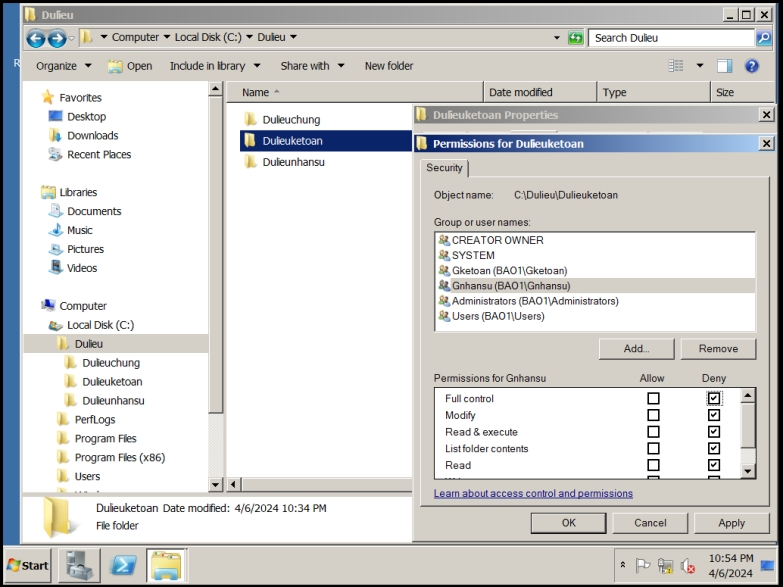 Dulieu
Computer Local Disk (C:) Dulieu
Search Dulieu
Organize Open Include in library Share with New folder
Favorites
Desktop
Downloads
Recent Places
Libraries
Documents
Music
Pictures
Videos
Computer
Local Disk (C:)
Dulieu
Dulieuchung
Dulieuketoan
Dulieunhansu
PerfLogs
Program Files
Program Files (x86)
Users
Name Date modified Type Size
Dulieuchung
Dulieuketoan
Dulieunhansu
Dulieuketoan Properties
Permissions for Dulieuketoan
Security
Object name: C:\Dulieu\Dulieuketoan
Group or user names:
CREATOR OWNER
SYSTEM
Gketoan (BAO1\Gketoan)
Gnhansu (BAO1\Gnhansu)
Administrators (BAO1\Administrators)
Users (BAO1\Users)
Add... Remove
Permissions for Gnhansu Allow Deny
Full control
Modify
Read & execute
List folder contents
Read
Learn about access control and permissions
OK Cancel Apply
Dulieuketoan Date modified: 4/6/2024 10:34 PM
File folder
Start
10:54 PM
4/6/2024